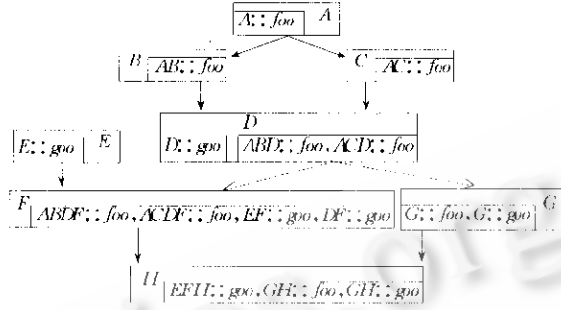 A::foo A
B AB::foo
C AC::foo
D
D::goo ABD::foo, ACD::foo
E::goo E
F ABDF::foo, ACDF::foo, EF::goo, DF::goo
G::foo, G::goo G
H EFH::goo, GH::foo, GH::goo